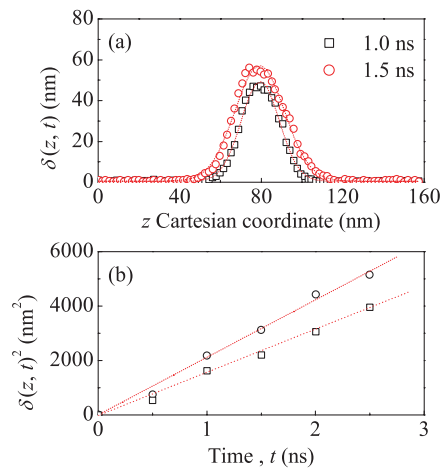 (a)
1.0 ns
1.5 ns
δ(z, t) (nm)
80
60
40
20
0
0 40 80 120 160
z Cartesian coordinate (nm)
(b)
δ(z, t)² (nm²)
6000
4000
2000
0
0 1 2 3
Time , t (ns)